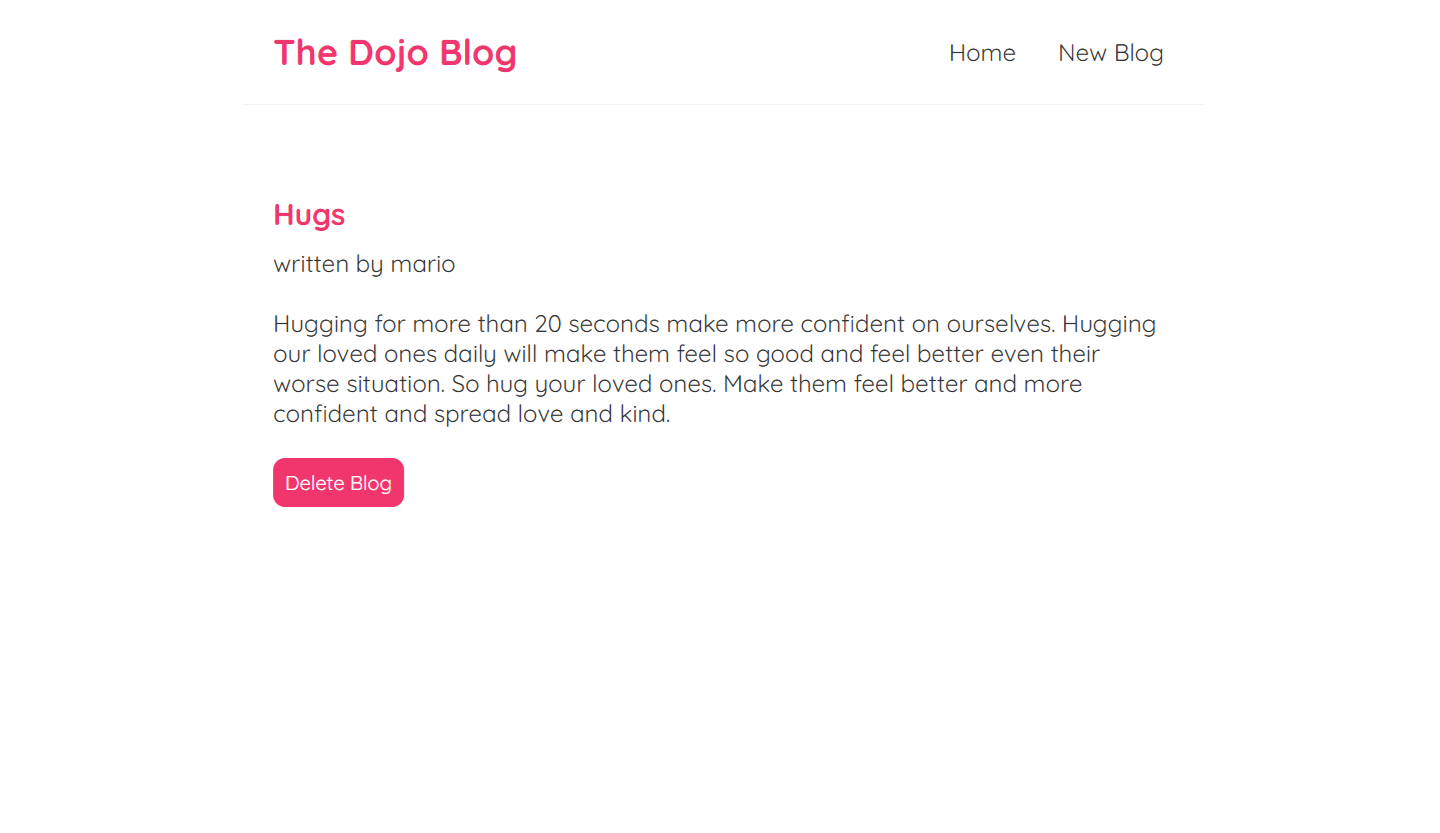 The Dojo Blog
Home New Blog
Hugs
written by mario
Hugging for more than 20 seconds make more confident on ourselves. Hugging
our loved ones daily will make them feel so good and feel better even their
worse situation. So hug your loved ones. Make them feel better and more
confident and spread love and kind.
Delete Blog